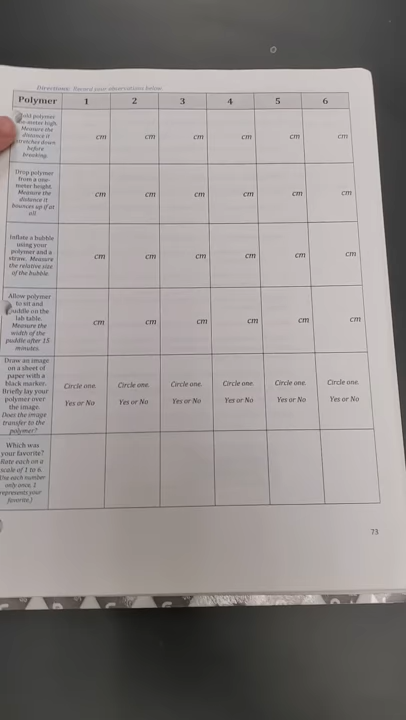 Directions: Record your observations below
Polymer 1 2 3 4 5 6
Hold polymer
one-meter high.
Measure the
distance it
stretches down
before
breaking.
cm cm cm cm cm cm
Drop polymer
from a one-
meter height.
Measure the
distance it
bounces up if at
all
cm cm cm cm cm cm
Inflate a bubble
using your
polymer and a
straw. Measure
the relative size
of the bubble.
cm cm cm cm cm cm
Allow polymer
to sit and
puddle on the
lab table.
Measure the
width of the
puddle after 15
minutes.
cm cm cm cm cm cm
Draw an image
on a sheet of
paper with a
black marker.
Briefly lay your
polymer over
the image.
Does the image
transfer to the
polymer?
Circle one. Circle one. Circle one. Circle one. Circle one. Circle one.
Yes or No Yes or No Yes or No Yes or No Yes or No Yes or No
Which was
your favorite?
Rate each on a
scale of 1 to 6.
(Use each number
only once, 1
represents your
favorite.)
73